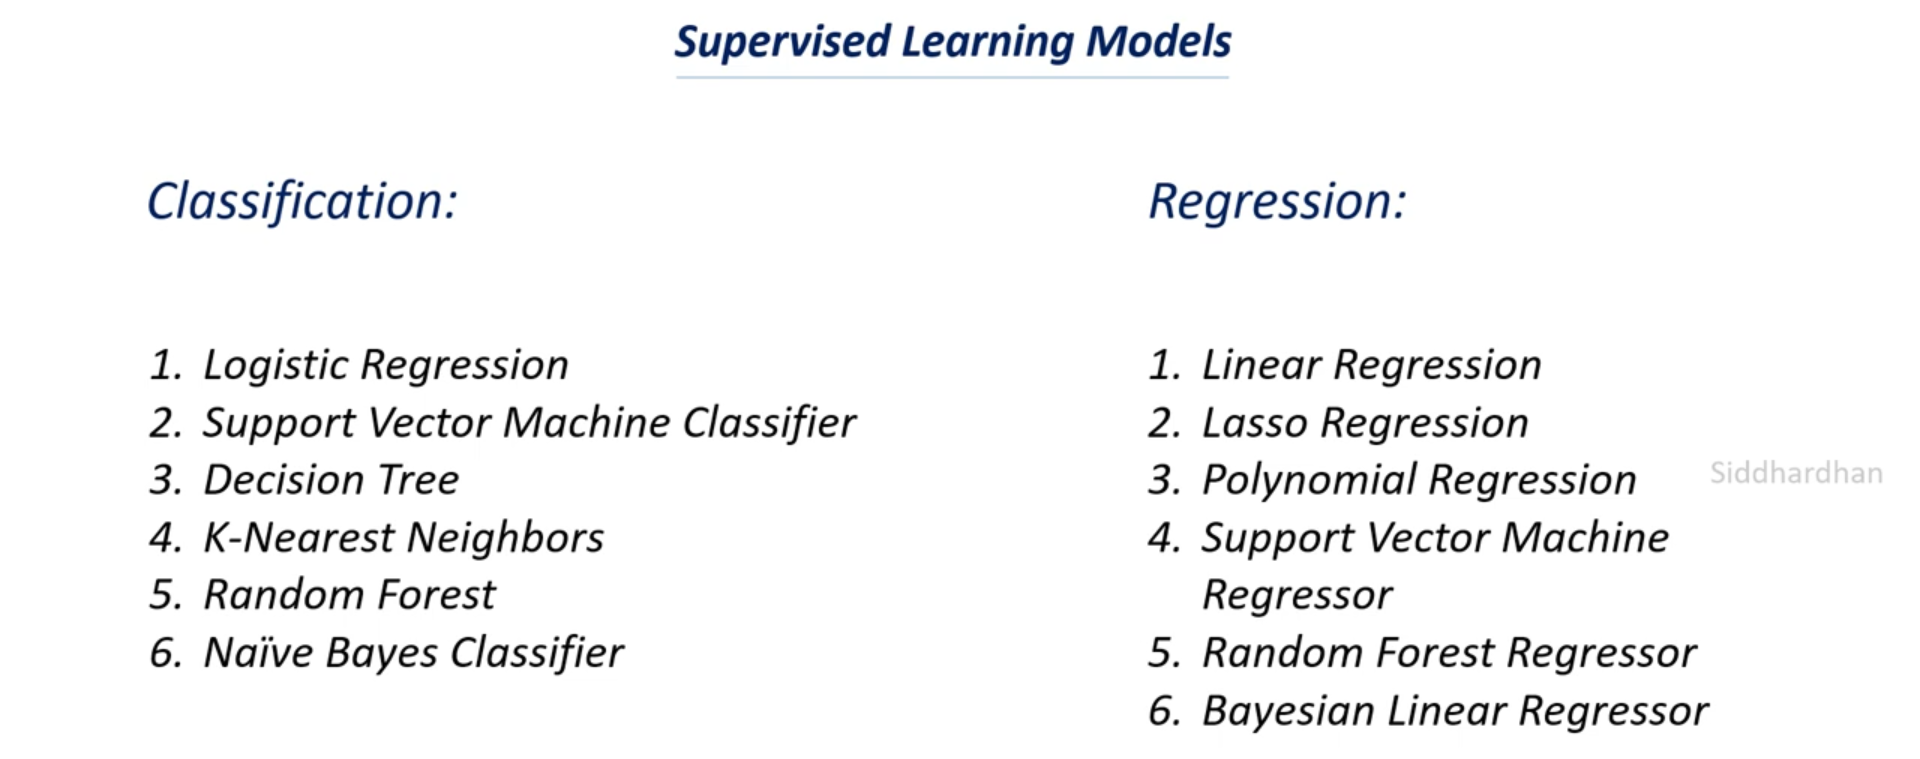 Supervised Learning Models
Classification:
1. Logistic Regression
2. Support Vector Machine Classifier
3. Decision Tree
4. K-Nearest Neighbors
5. Random Forest
6. Naïve Bayes Classifier
Regression:
1. Linear Regression
2. Lasso Regression
3. Polynomial Regression
4. Support Vector Machine
Regressor
5. Random Forest Regressor
6. Bayesian Linear Regressor
Siddhardhan